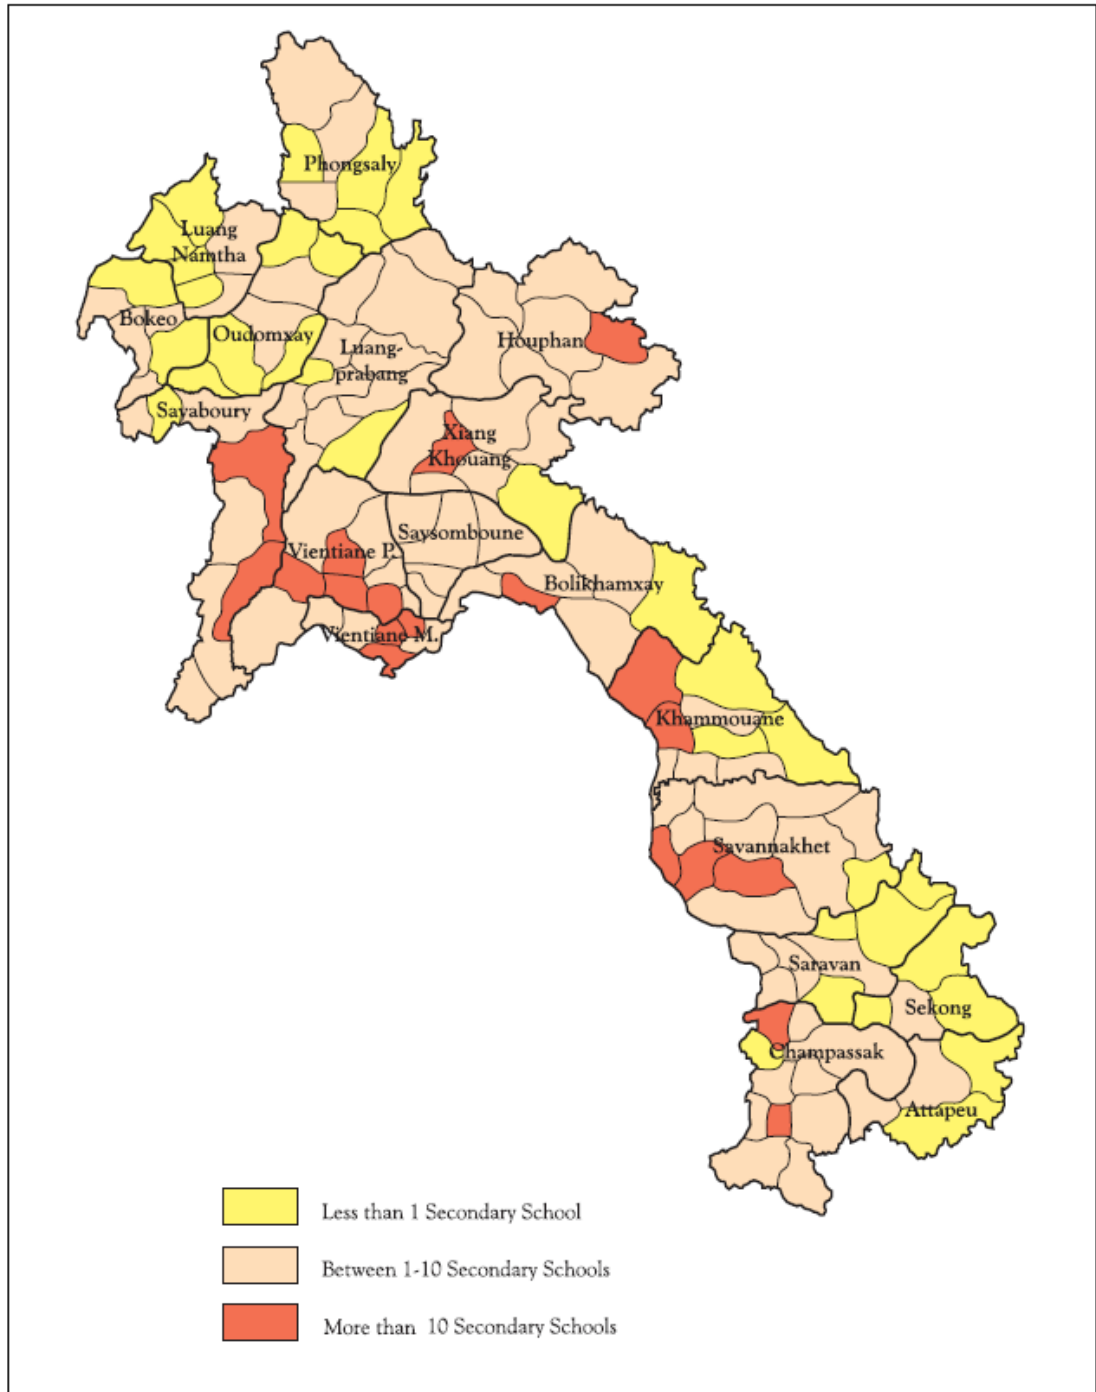 Phongsaly
Luang
Namtha
Bokeo
Oudomxay
Houphan
Luang-
prabang
Sayaboury
Xiang
Khouang
Saysomboune
Vientiane P.
Bolikhamxay
Vientiane M.
Khammouane
Savannakhet
Saravan
Sekong
Champassak
Attapeu
Less than 1 Secondary School
Between 1-10 Secondary Schools
More than 10 Secondary Schools